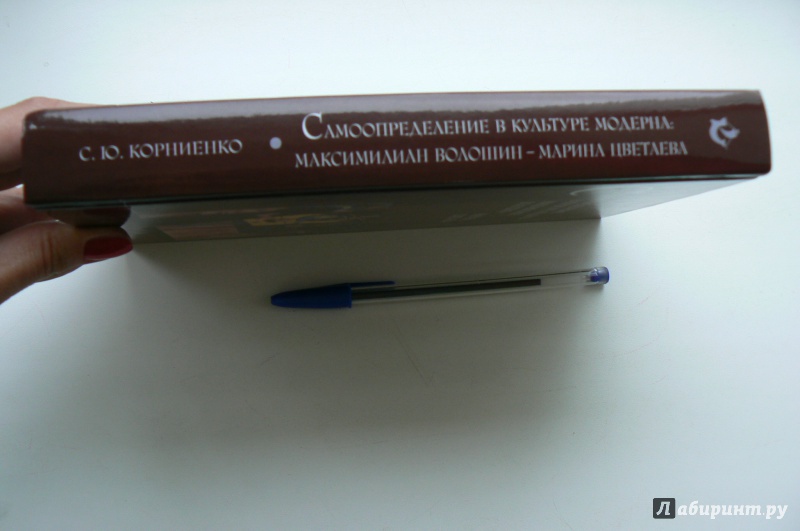 С. Ю. КОРНИЕНКО
САМООПРЕДЕЛЕНИЕ В КУЛЬТУРЕ МОДЕРНА:
МАКСИМИЛИАН ВОЛОШИН – МАРИНА ЦВЕТАЕВА
Лабиринт.ру